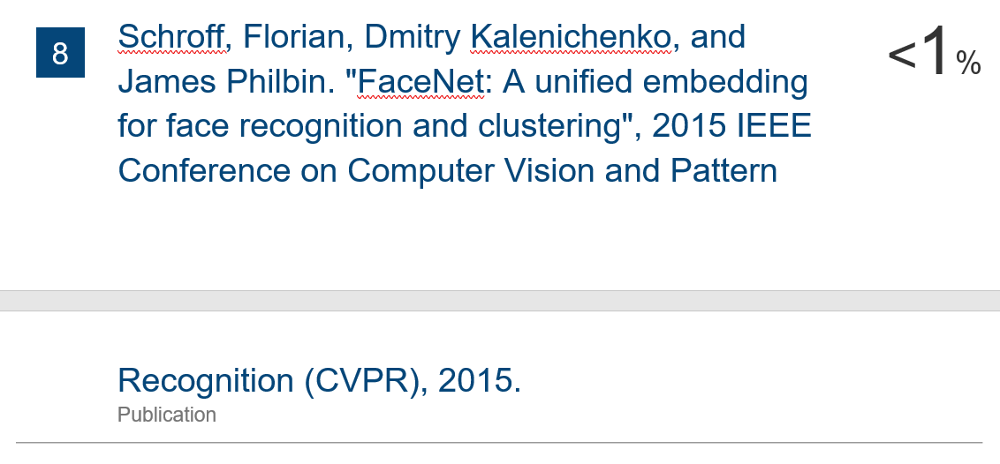 8
Schroff, Florian, Dmitry Kalenichenko, and
<1%
James Philbin. "FaceNet: A unified embedding
for face recognition and clustering", 2015 IEEE
Conference on Computer Vision and Pattern
Recognition (CVPR), 2015.
Publication